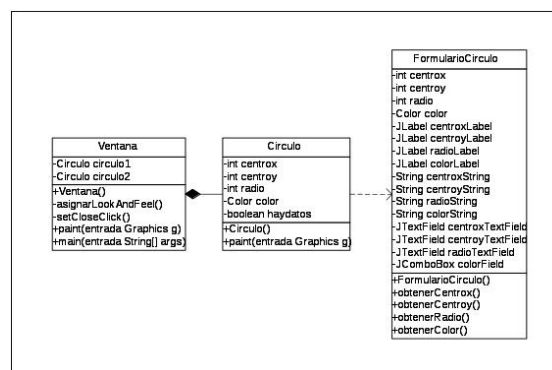 Ventana
-Circulo circulo1
-Circulo circulo2
+Ventana()
-asignarLookAndFeel()
-setCloseClick()
+paint(entrada Graphics g)
+main(entrada String[] args)
Circulo
-int centrox
-int centroy
-int radio
-Color color
-boolean haydatos
+Circulo()
+paint(entrada Graphics g)
FormularioCirculo
-int centrox
-int centroy
-int radio
-Color color
-JLabel centroxLabel
-JLabel centroyLabel
-JLabel radioLabel
-JLabel colorLabel
-String centroxString
-String centroyString
-String radioString
-String colorString
-JTextField centroxTextField
-JTextField centroyTextField
-JTextField radioTextField
-JComboBox colorField
+FormularioCirculo()
+obtenerCentrox()
+obtenerCentroy()
+obtenerRadio()
+obtenerColor()